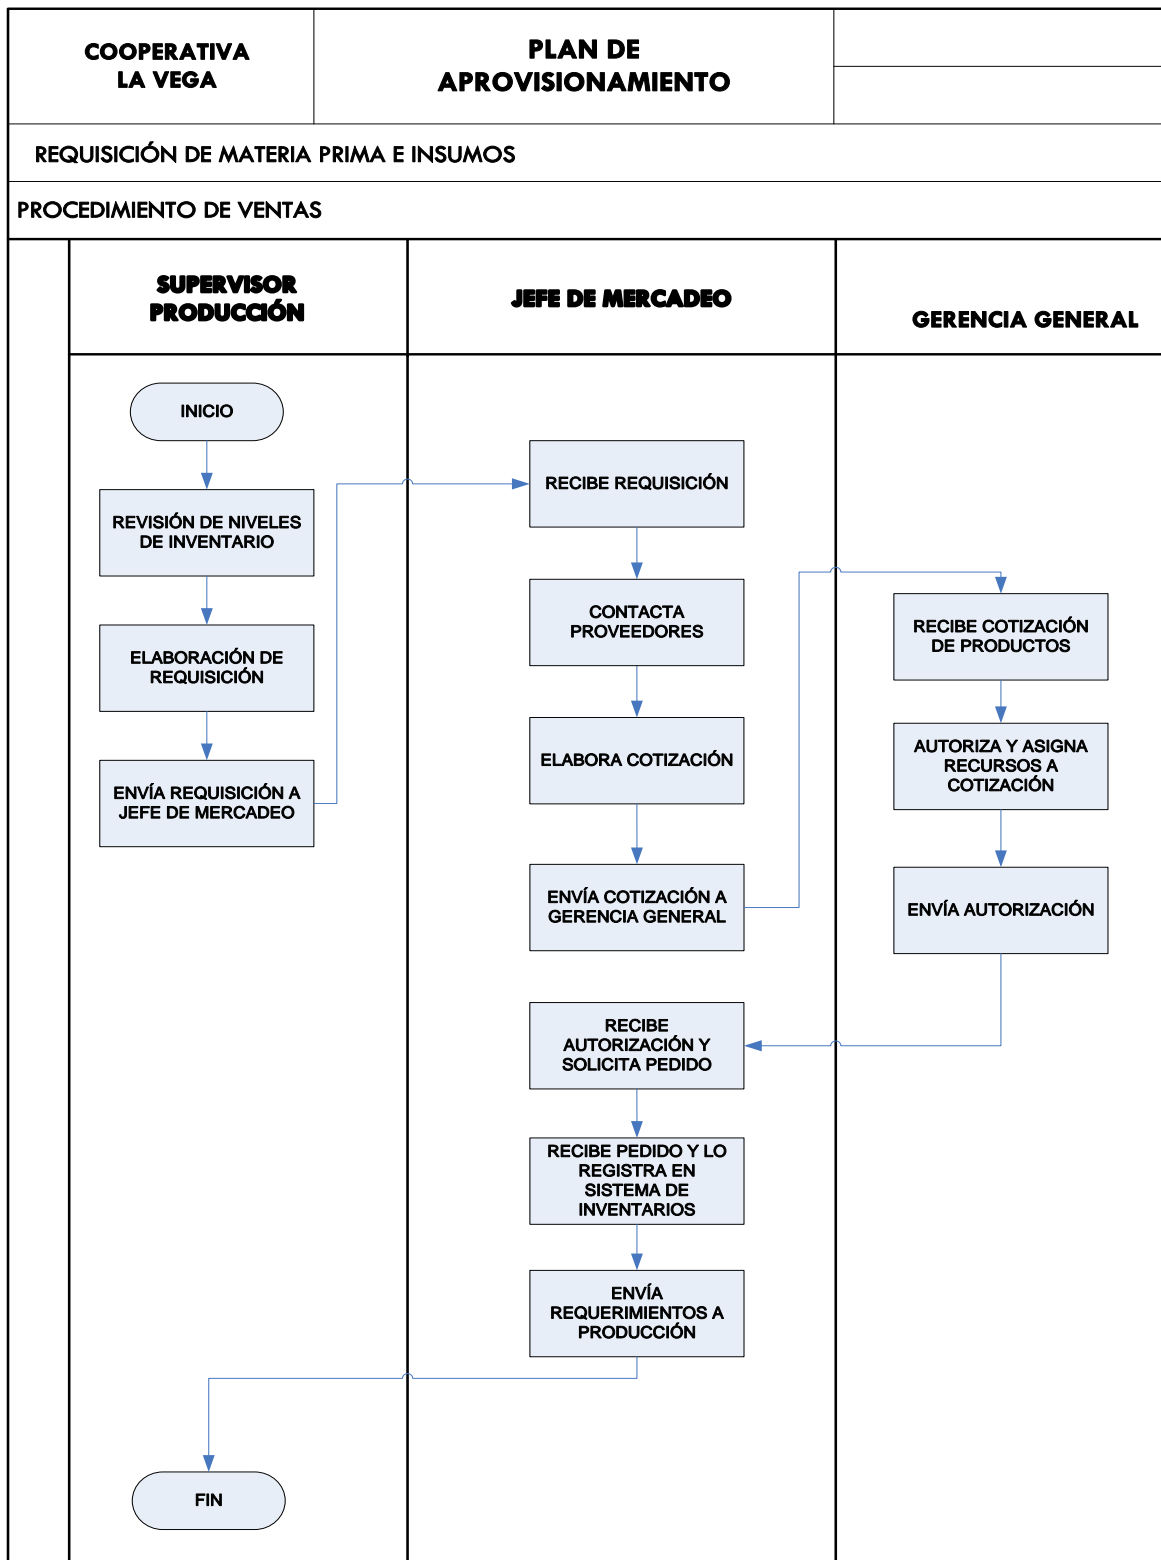 COOPERATIVA
LA VEGA
PLAN DE
APROVISIONAMIENTO
REQUISICIÓN DE MATERIA PRIMA E INSUMOS
PROCEDIMIENTO DE VENTAS
SUPERVISOR
PRODUCCIÓN
JEFE DE MERCADEO
GERENCIA GENERAL
INICIO
REVISIÓN DE NIVELES
DE INVENTARIO
ELABORACIÓN DE
REQUISICIÓN
ENVÍA REQUISICIÓN A
JEFE DE MERCADEO
RECIBE REQUISICIÓN
CONTACTA
PROVEEDORES
ELABORA COTIZACIÓN
ENVÍA COTIZACIÓN A
GERENCIA GENERAL
RECIBE COTIZACIÓN
DE PRODUCTOS
AUTORIZA Y ASIGNA
RECURSOS A
COTIZACIÓN
ENVÍA AUTORIZACIÓN
RECIBE
AUTORIZACIÓN Y
SOLICITA PEDIDO
RECIBE PEDIDO Y LO
REGISTRA EN
SISTEMA DE
INVENTARIOS
ENVÍA
REQUERIMIENTOS A
PRODUCCIÓN
FIN